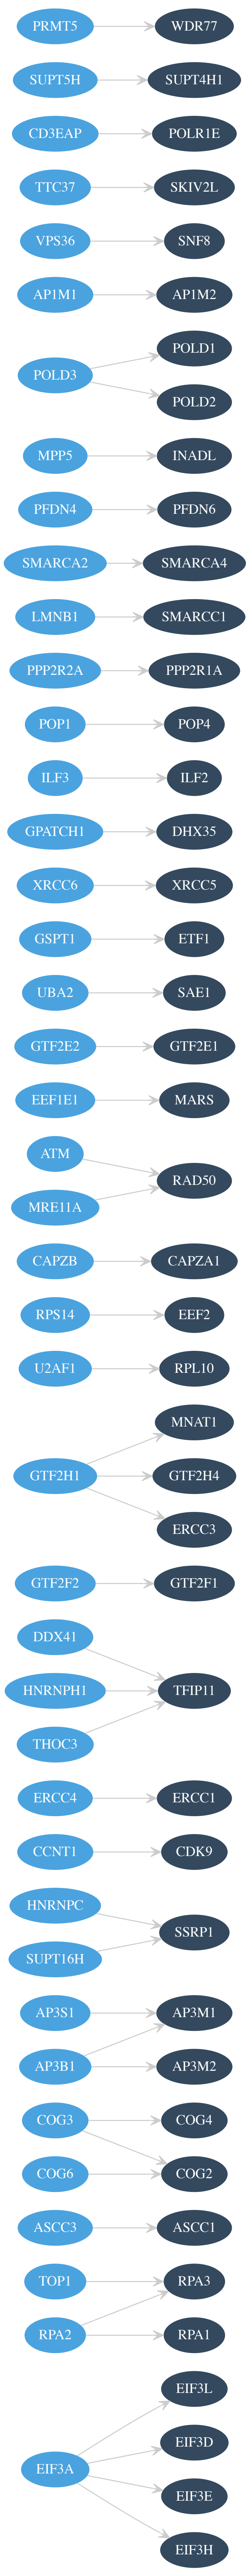 PRMT5 WDR77
SUPT5H SUPT4H1
CD3EAP POLR1E
TTC37 SKIV2L
VPS36 SNF8
AP1M1 AP1M2
POLD1
POLD3
POLD2
MPP5 INADL
PFDN4 PFDN6
SMARCA2 SMARCA4
LMNB1 SMARCC1
PPP2R2A PPP2R1A
POP1 POP4
ILF3 ILF2
GPATCH1 DHX35
XRCC6 XRCC5
GSPT1 ETF1
UBA2 SAE1
GTF2E2 GTF2E1
EEF1E1 MARS
ATM
RAD50
MRE11A
CAPZB CAPZA1
RPS14 EEF2
U2AF1 RPL10
MNAT1
GTF2H1 GTF2H4
ERCC3
GTF2F2 GTF2F1
DDX41
HNRNPH1 TFIP11
THOC3
ERCC4 ERCC1
CCNT1 CDK9
HNRNPC
SSRP1
SUPT16H
AP3S1 AP3M1
AP3B1 AP3M2
COG3 COG4
COG6 COG2
ASCC3 ASCC1
TOP1 RPA3
RPA2 RPA1
EIF3L
EIF3D
EIF3A
EIF3E
EIF3H